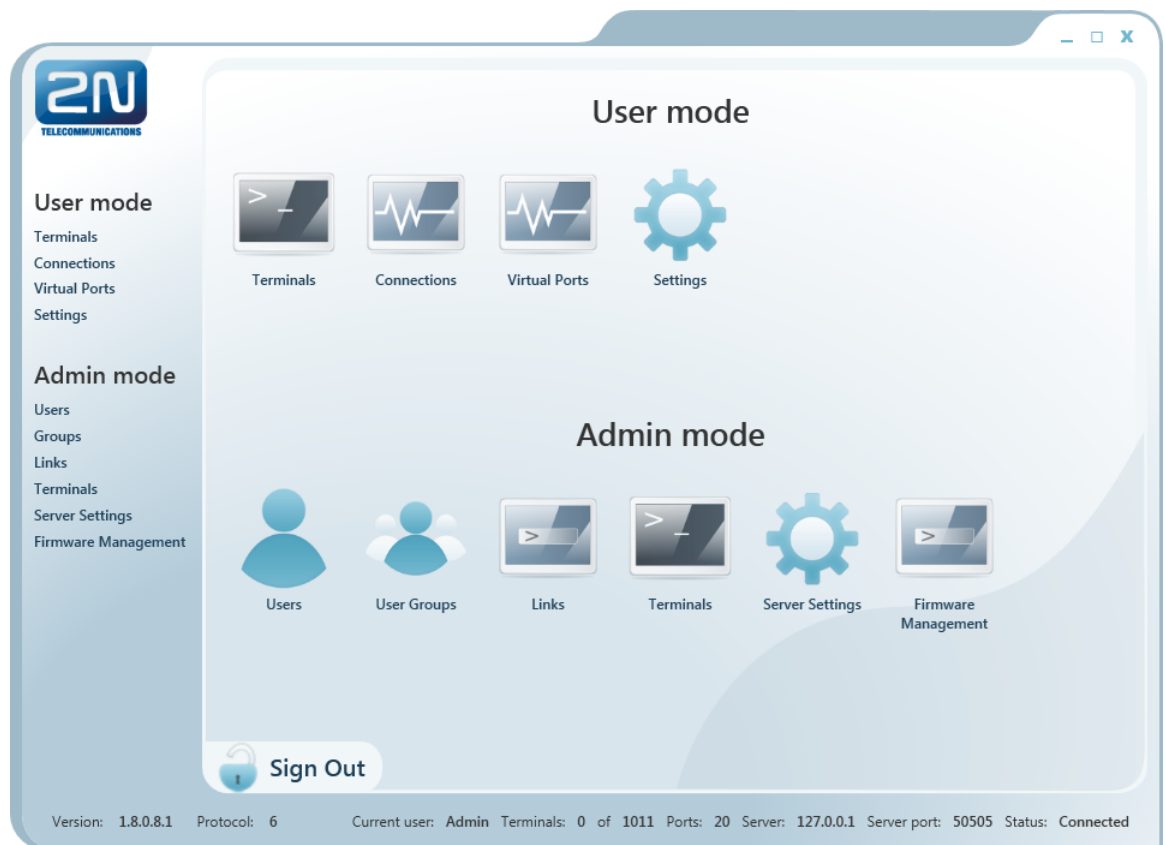 2N
TELECOMMUNICATIONS
User mode
Terminals
Connections
Virtual Ports
Settings
Admin mode
Users
Groups
Links
Terminals
Server Settings
Firmware Management
User mode
Terminals Connections Virtual Ports Settings
Admin mode
Users User Groups Links Terminals Server Settings Firmware
Management
Sign Out
Version: 1.8.0.8.1 Protocol: 6 Current user: Admin Terminals: 0 of 1011 Ports: 20 Server: 127.0.0.1 Server port: 50505 Status: Connected